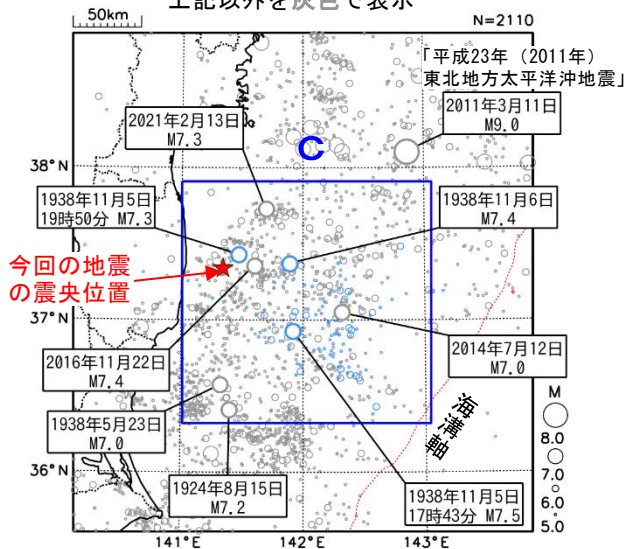 上記以外を灰色で表示
50km
N=2110
「平成23年（2011年）
東北地方太平洋沖地震」
2021年2月13日
M7.3
2011年3月11日
M9.0
C
38°N
1938年11月5日
19時50分 M7.3
1938年11月6日
M7.4
今回の地震
の震央位置
37°N
2016年11月22日
M7.4
2014年7月12日
M7.0
1938年5月23日
M7.0
海溝軸
M
8.0
7.0
6.0
5.0
36°N
1924年8月15日
M7.2
1938年11月5日
17時43分 M7.5
141°E
142°E
143°E